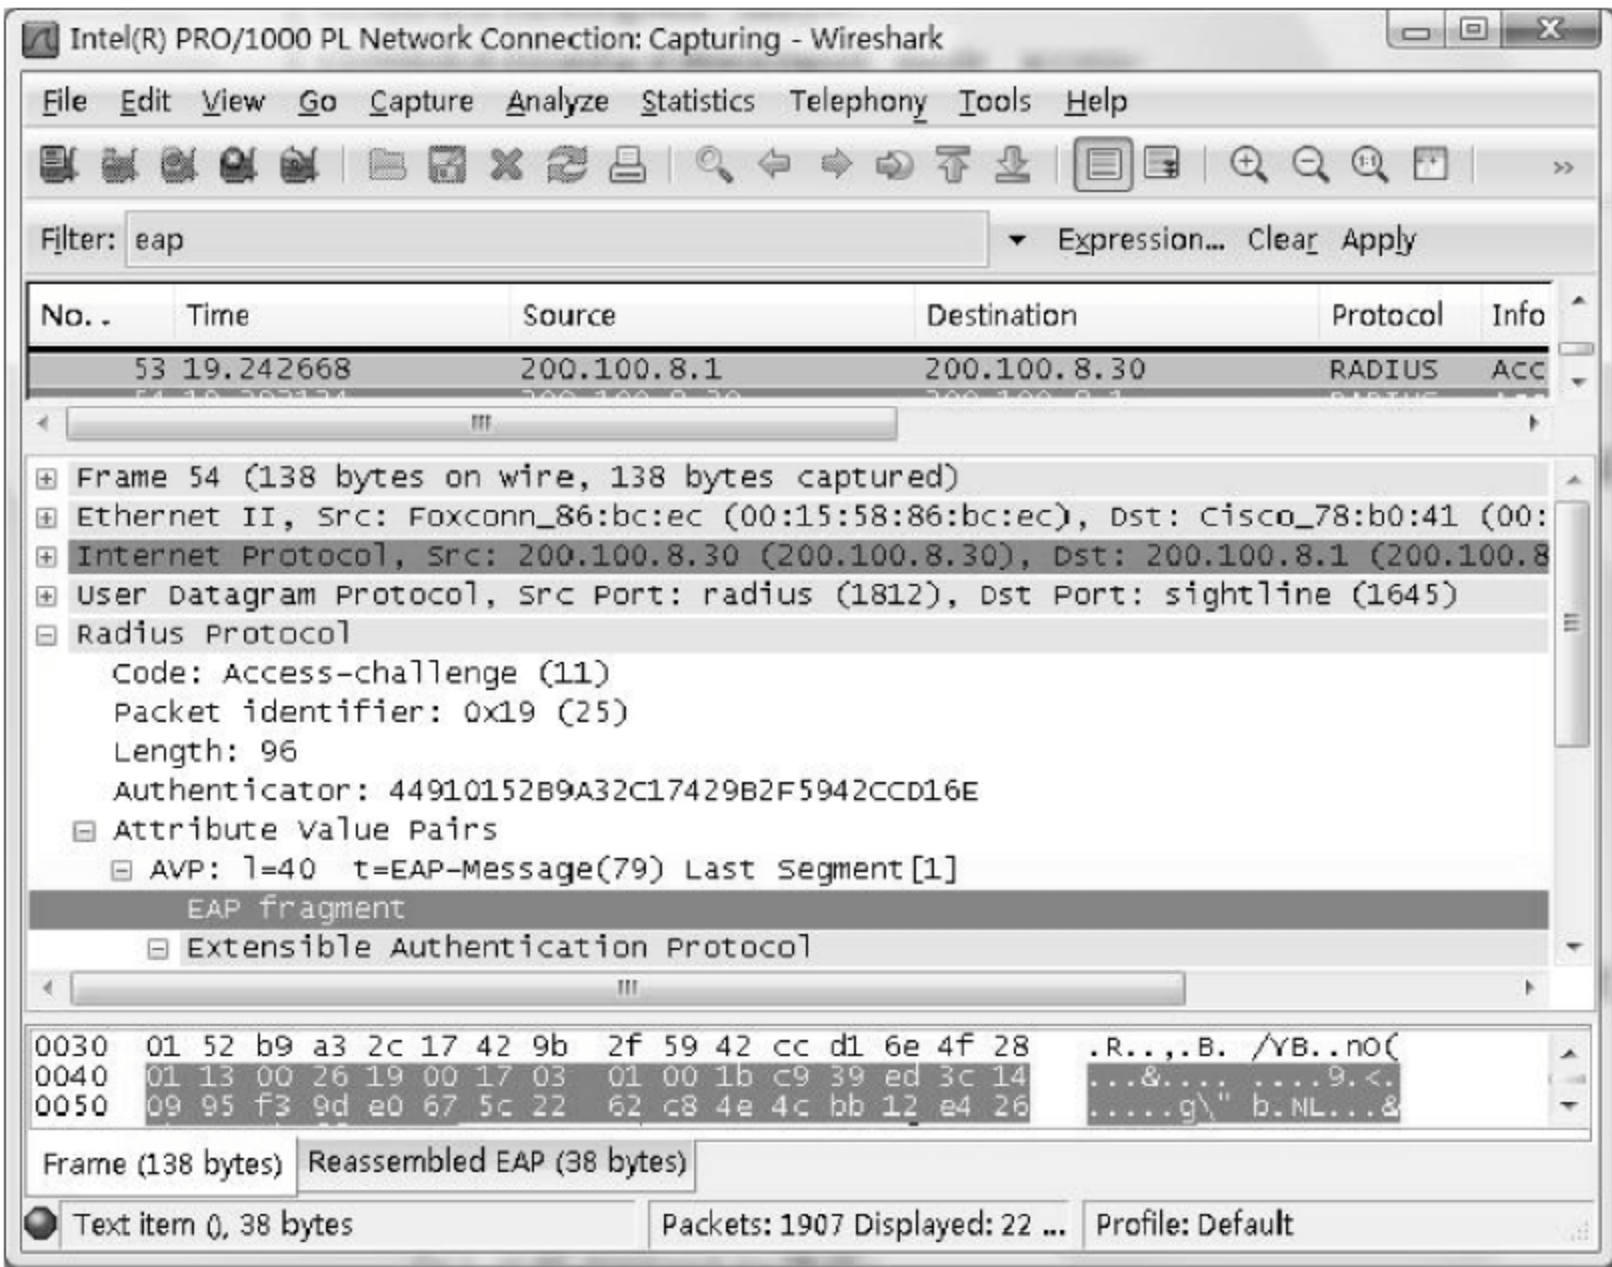 Intel(R) PRO/1000 PL Network Connection: Capturing - Wireshark
File Edit View Go Capture Analyze Statistics Telephony Tools Help
Filter: eap Expression... Clear Apply
No. . Time Source Destination Protocol Info
53 19.242668 200.100.8.1 200.100.8.30 RADIUS Acc
Frame 54 (138 bytes on wire, 138 bytes captured)
Ethernet II, Src: Foxconn_86:bc:ec (00:15:58:86:bc:ec), Dst: Cisco_78:b0:41 (00:
Internet Protocol, Src: 200.100.8.30 (200.100.8.30), Dst: 200.100.8.1 (200.100.8
User Datagram Protocol, Src Port: radius (1812), Dst Port: sightline (1645)
Radius Protocol
Code: Access-challenge (11)
Packet identifier: 0x19 (25)
Length: 96
Authenticator: 44910152B9A32C17429B2F5942CCD16E
Attribute Value Pairs
AVP: l=40 t=EAP-Message(79) Last Segment[1]
EAP fragment
Extensible Authentication Protocol
0030 01 52 b9 a3 2c 17 42 9b 2f 59 42 cc d1 6e 4f 28 .R..,.B. /YB..nO(
0040 01 13 00 26 19 00 17 03 01 00 1b c9 39 ed 3c 14 ...&.... ....9.<.
0050 09 95 f3 9d e0 67 5c 22 62 c8 4e 4c bb 12 e4 26 .....g\" b.NL...&
Frame (138 bytes) Reassembled EAP (38 bytes)
Text item (), 38 bytes Packets: 1907 Displayed: 22 ... Profile: Default